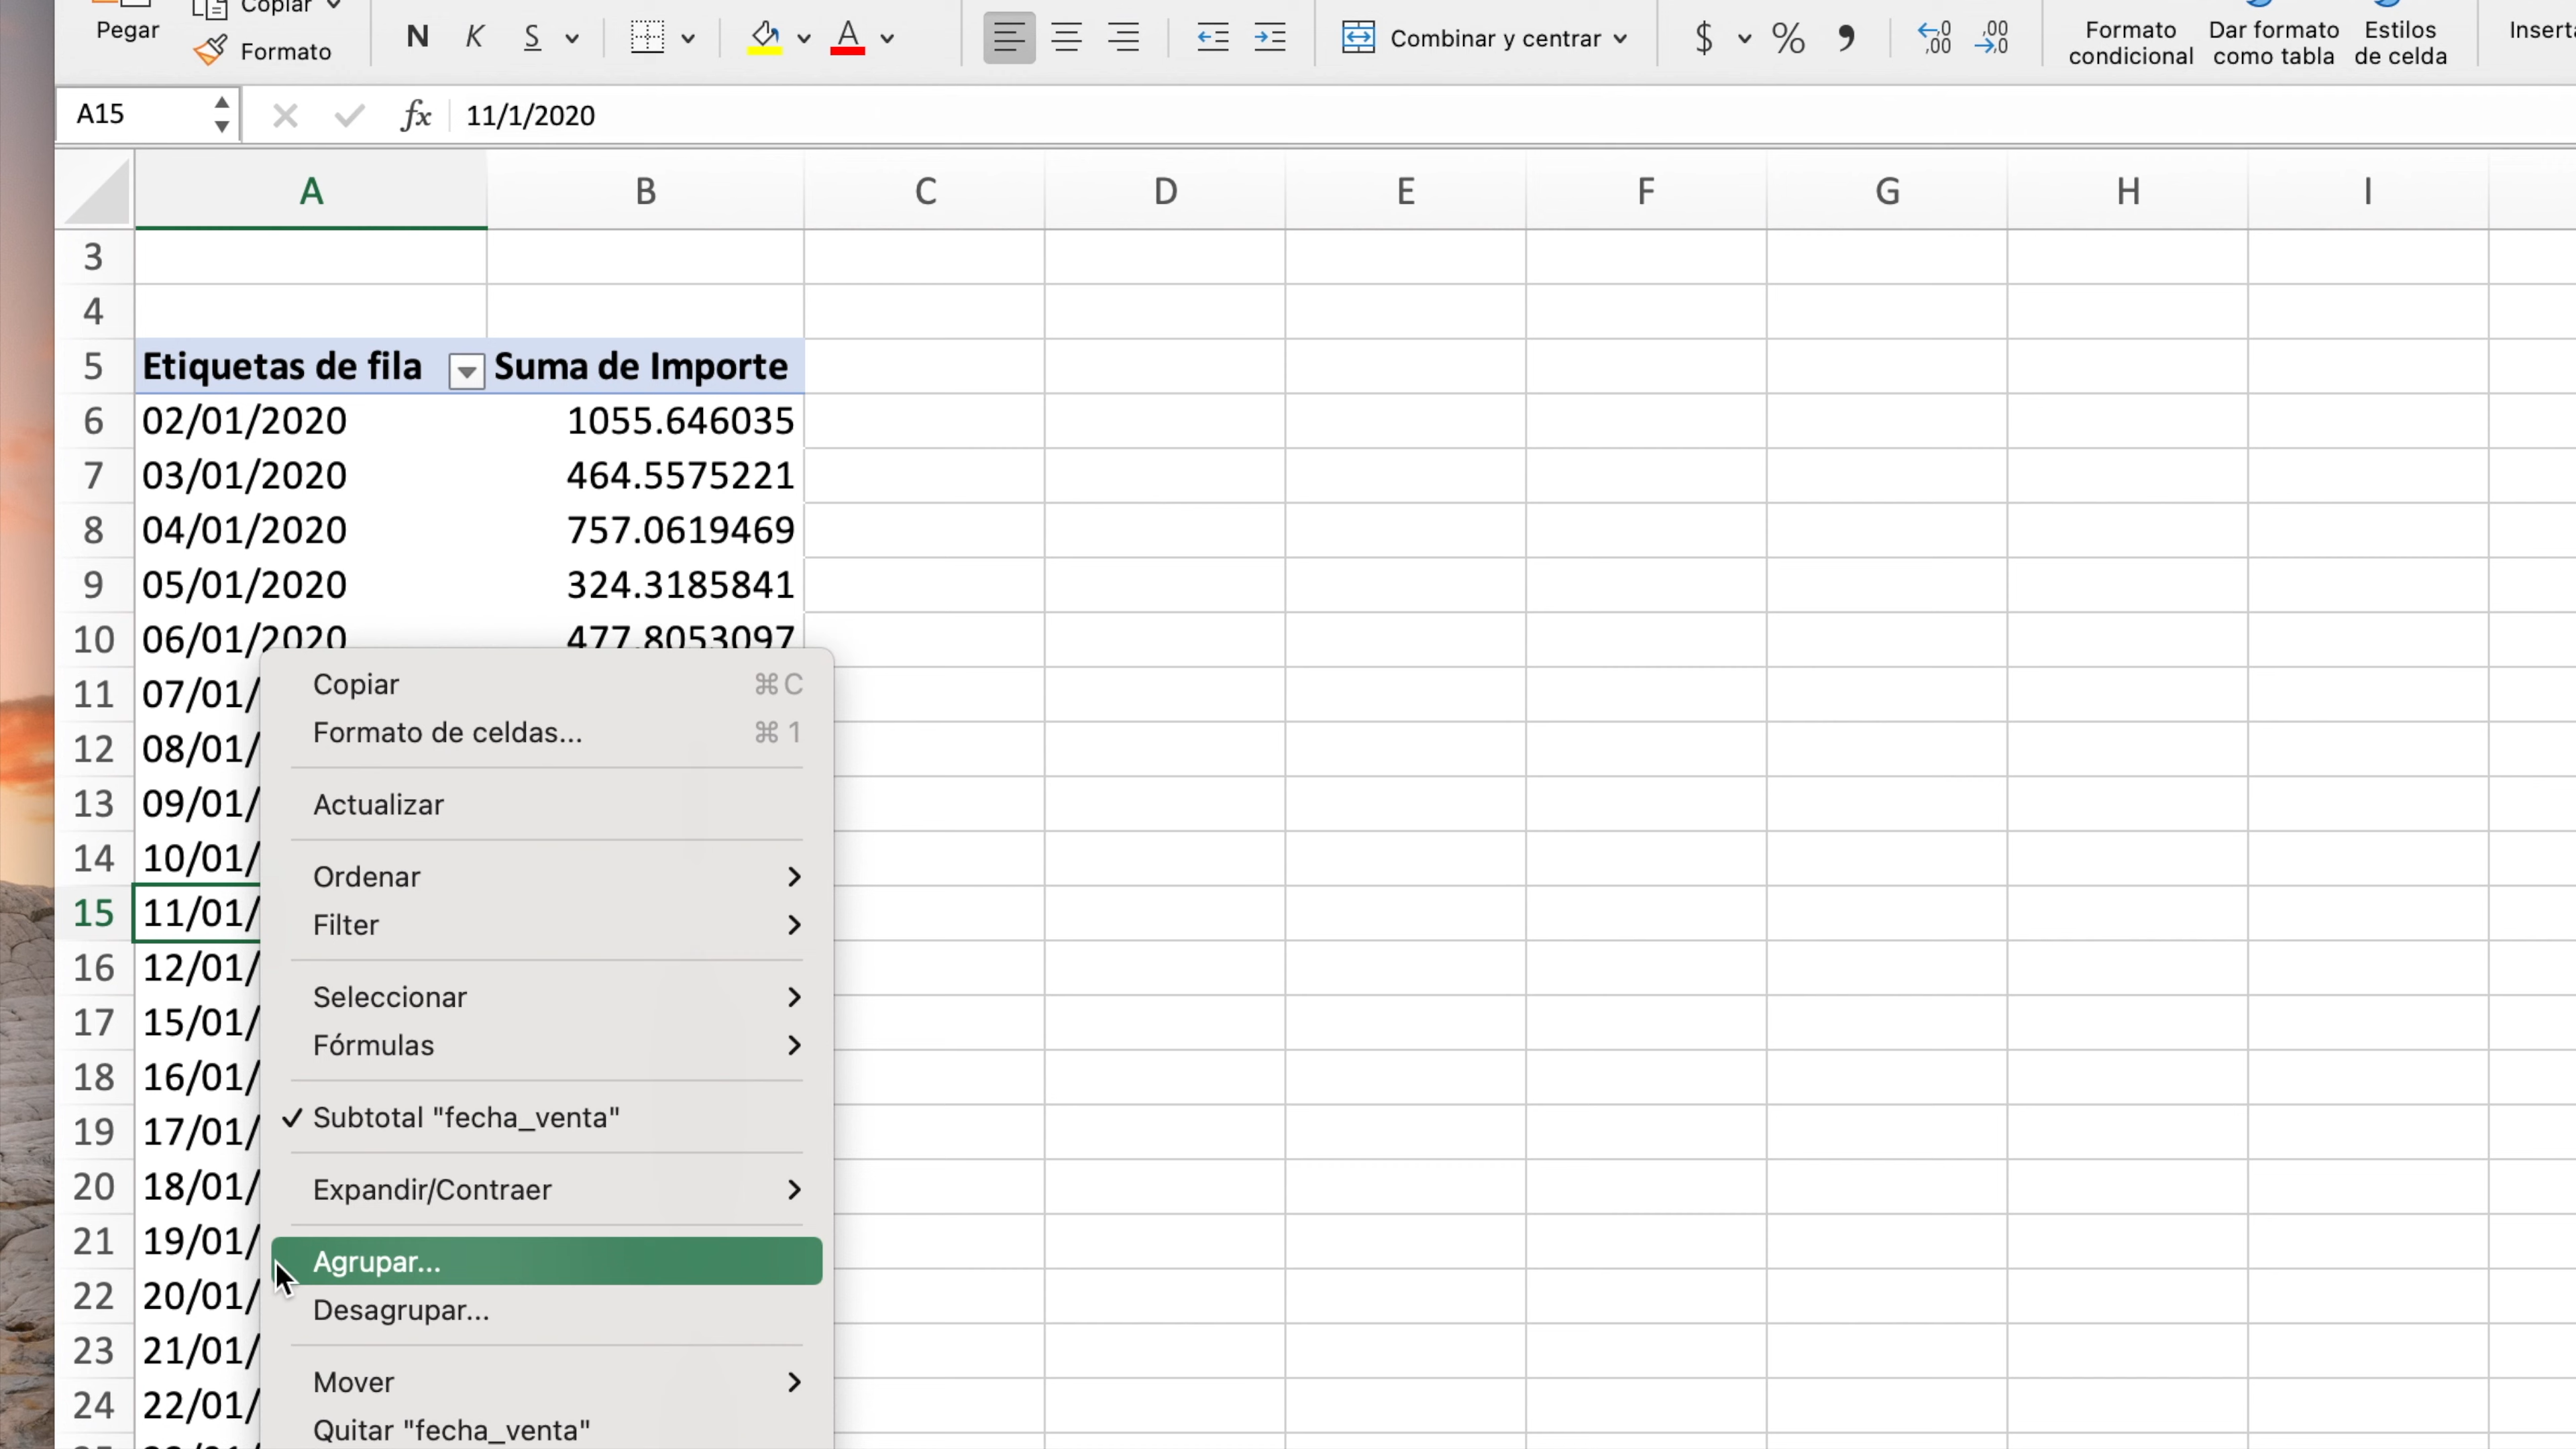 Pegar
Copiar
Formato
N K S
A
Combinar y centrar
$ % ,
Formato condicional
Dar formato como tabla
Estilos de celda
A15 fx 11/1/2020
A B C D E F G H I
3
4
5 Etiquetas de fila Suma de Importe
6 02/01/2020 1055.646035
7 03/01/2020 464.5575221
8 04/01/2020 757.0619469
9 05/01/2020 324.3185841
10 06/01/2020 477.8053097
11 07/01/
12 08/01/
13 09/01/
14 10/01/
15 11/01/
16 12/01/
17 15/01/
18 16/01/
19 17/01/
20 18/01/
21 19/01/
22 20/01/
23 21/01/
24 22/01/
Copiar ⌘C
Formato de celdas... ⌘1
Actualizar
Ordenar
Filter
Seleccionar
Fórmulas
✓ Subtotal "fecha_venta"
Expandir/Contraer
Agrupar...
Desagrupar...
Mover
Quitar "fecha_venta"